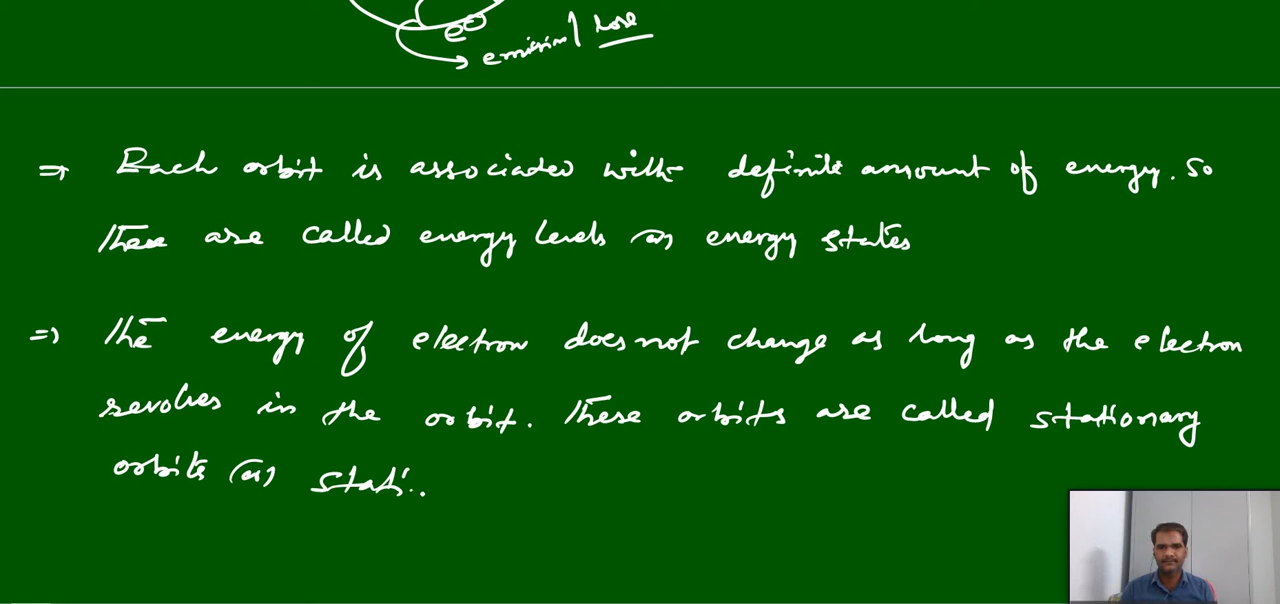 e⊖
emission / lose
⇒ Each orbit is associated with definite amount of energy. So
these are called energy levels (or) energy states
⇒ The energy of electron does not change as long as the electron
revolves in the orbit. These orbits are called stationary
orbits (or) stati..